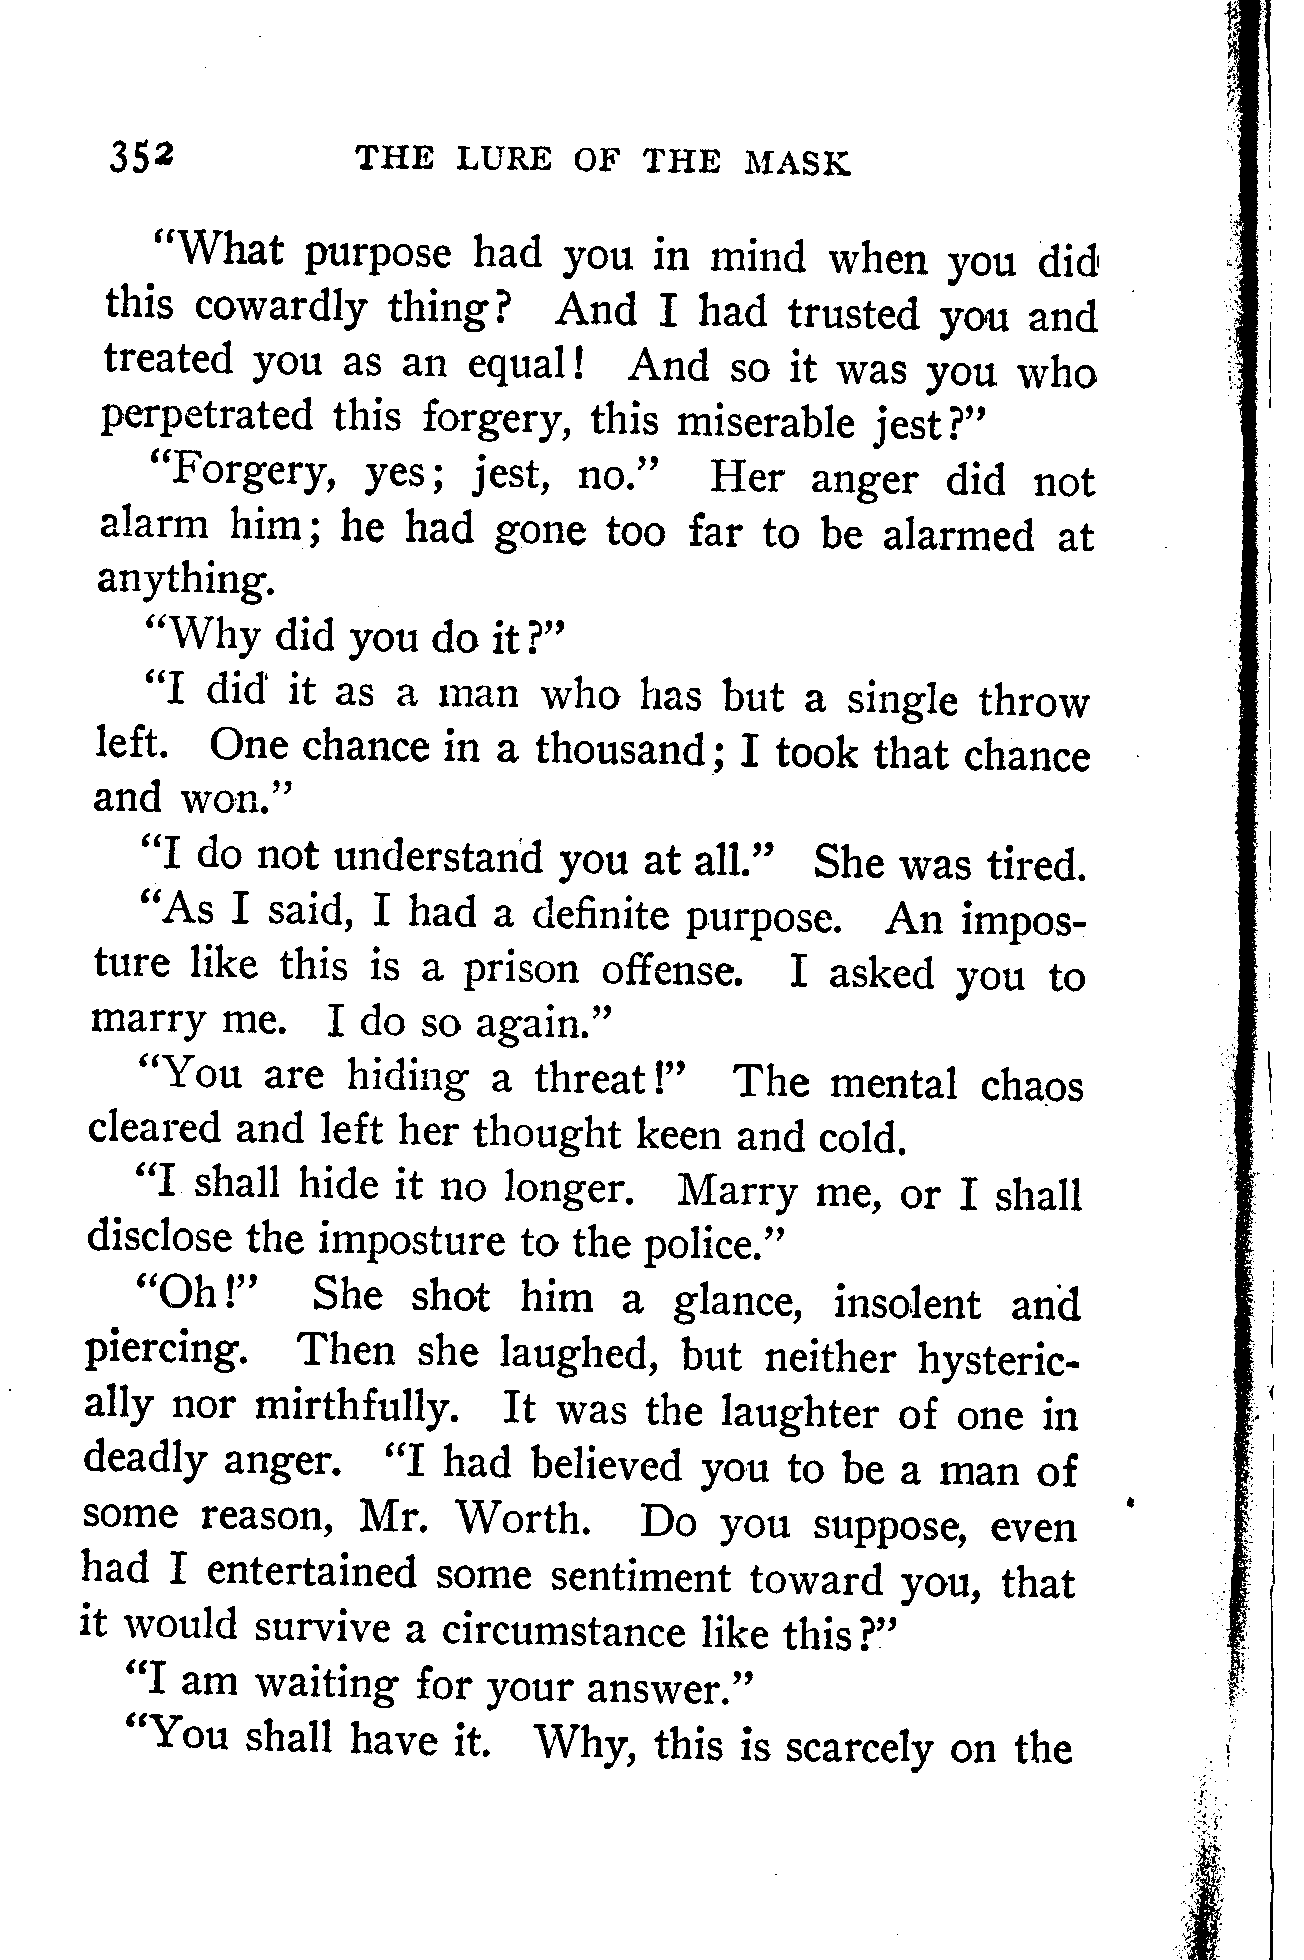 352 THE LURE OF THE MASK
“What purpose had you in mind when you did
this cowardly thing? And I had trusted you and
treated you as an equal! And so it was you who
perpetrated this forgery, this miserable jest?”
“Forgery, yes; jest, no.” Her anger did not
alarm him; he had gone too far to be alarmed at
anything.
“Why did you do it?”
“I did it as a man who has but a single throw
left. One chance in a thousand; I took that chance
and won.”
“I do not understand you at all.” She was tired.
“As I said, I had a definite purpose. An impos-
ture like this is a prison offense. I asked you to
marry me. I do so again.”
“You are hiding a threat!” The mental chaos
cleared and left her thought keen and cold.
“I shall hide it no longer. Marry me, or I shall
disclose the imposture to the police.”
“Oh!” She shot him a glance, insolent and
piercing. Then she laughed, but neither hysteric-
ally nor mirthfully. It was the laughter of one in
deadly anger. “I had believed you to be a man of
some reason, Mr. Worth. Do you suppose, even
had I entertained some sentiment toward you, that
it would survive a circumstance like this?”
“I am waiting for your answer.”
“You shall have it. Why, this is scarcely on the